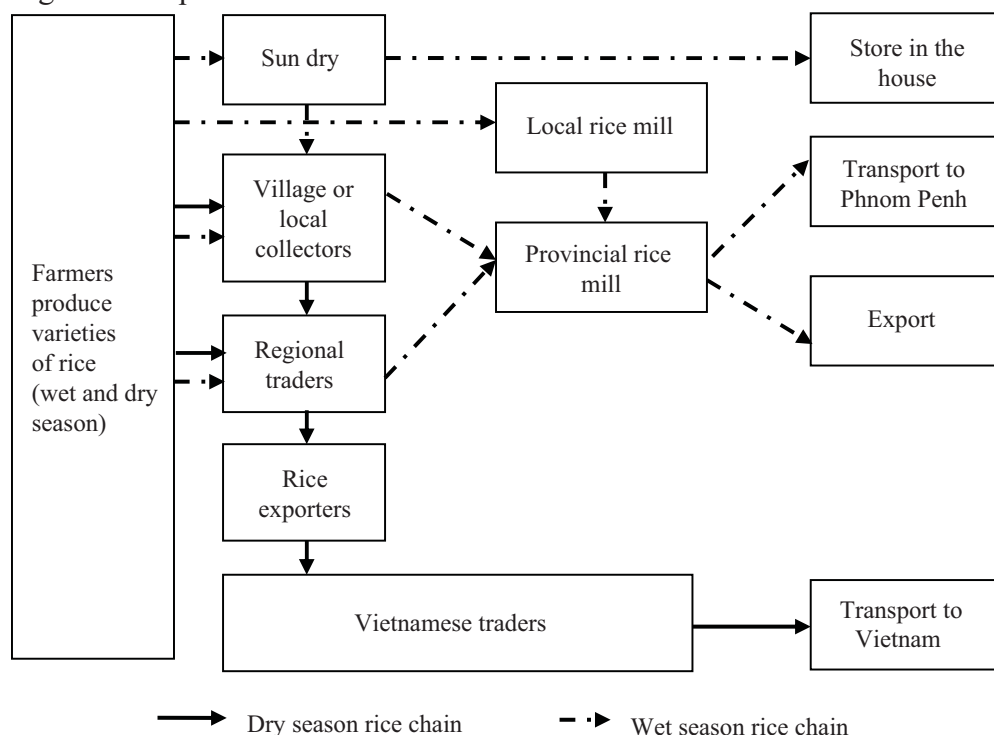 Sun dry
Store in the
house
Local rice mill
Village or
local
collectors
Transport to
Phnom Penh
Provincial rice
mill
Farmers
produce
varieties
of rice
(wet and dry
season)
Export
Regional
traders
Rice
exporters
Vietnamese traders
Transport to
Vietnam
Dry season rice chain
Wet season rice chain